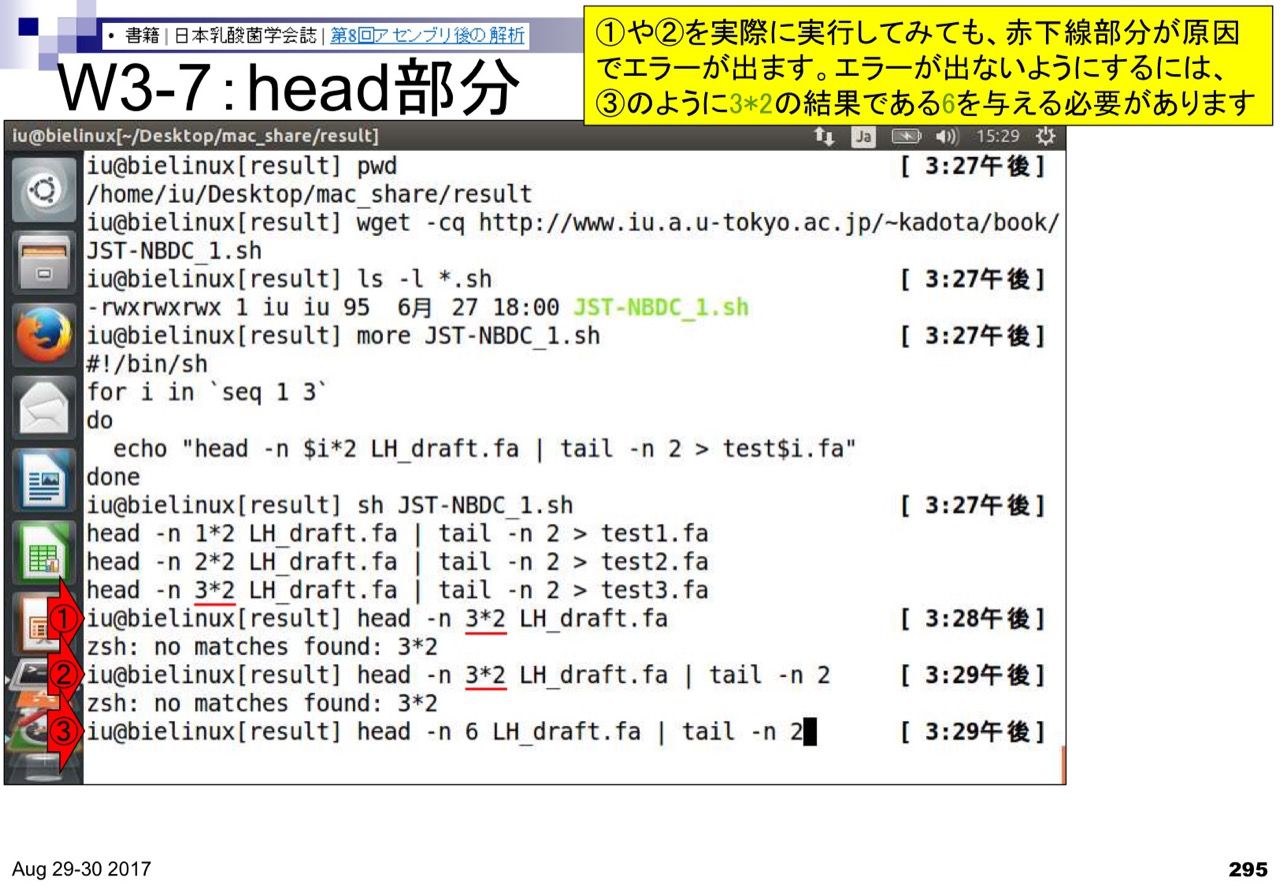 • 書籍 | 日本乳酸菌学会誌 | 第8回アセンブリ後の解析
W3-7：head部分
①や②を実際に実行してみても、赤下線部分が原因
でエラーが出ます。エラーが出ないようにするには、
③のように3*2の結果である6を与える必要があります
iu@bielinux[~/Desktop/mac_share/result] Ja 15:29
iu@bielinux[result] pwd [ 3:27午後]
/home/iu/Desktop/mac_share/result
iu@bielinux[result] wget -cq http://www.iu.a.u-tokyo.ac.jp/~kadota/book/
JST-NBDC_1.sh
iu@bielinux[result] ls -l *.sh [ 3:27午後]
-rwxrwxrwx 1 iu iu 95 6月 27 18:00 JST-NBDC_1.sh
iu@bielinux[result] more JST-NBDC_1.sh [ 3:27午後]
#!/bin/sh
for i in `seq 1 3`
do
echo "head -n $i*2 LH_draft.fa | tail -n 2 > test$i.fa"
done
iu@bielinux[result] sh JST-NBDC_1.sh [ 3:27午後]
head -n 1*2 LH_draft.fa | tail -n 2 > test1.fa
head -n 2*2 LH_draft.fa | tail -n 2 > test2.fa
head -n 3*2 LH_draft.fa | tail -n 2 > test3.fa
① iu@bielinux[result] head -n 3*2 LH_draft.fa [ 3:28午後]
zsh: no matches found: 3*2
② iu@bielinux[result] head -n 3*2 LH_draft.fa | tail -n 2 [ 3:29午後]
zsh: no matches found: 3*2
③ iu@bielinux[result] head -n 6 LH_draft.fa | tail -n 2 [ 3:29午後]
Aug 29-30 2017
295